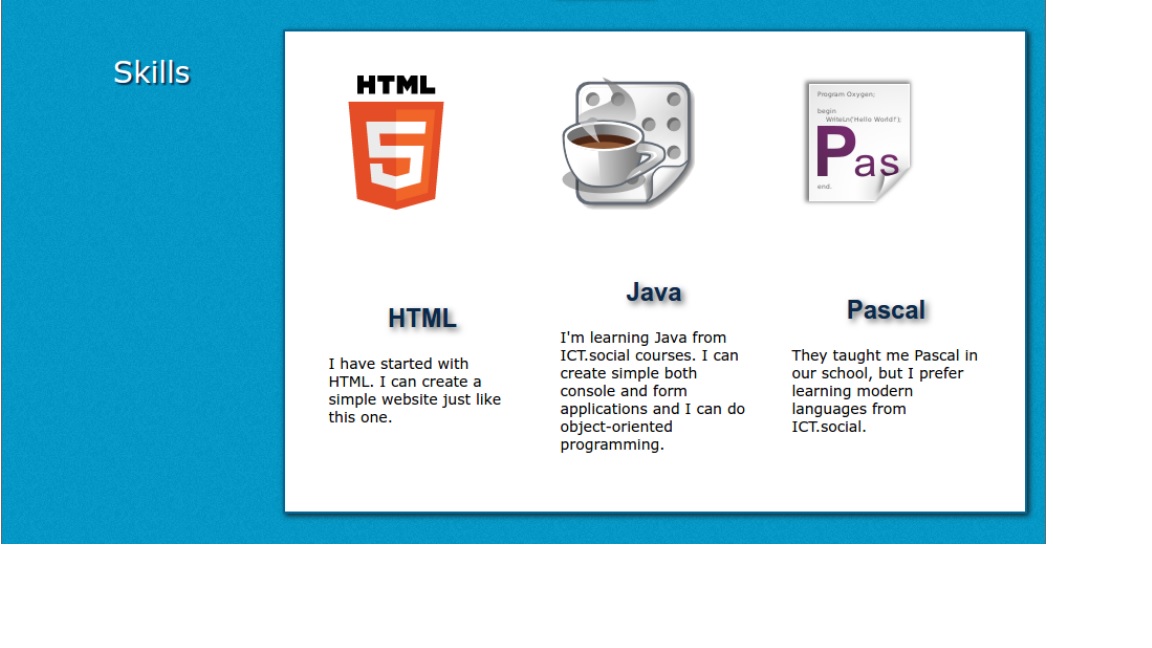 Skills
HTML
5
Program Oxygen;
begin
WriteLn('Hello World!');
Pas
end.
HTML
I have started with
HTML. I can create a
simple website just like
this one.
Java
I'm learning Java from
ICT.social courses. I can
create simple both
console and form
applications and I can do
object-oriented
programming.
Pascal
They taught me Pascal in
our school, but I prefer
learning modern
languages from
ICT.social.